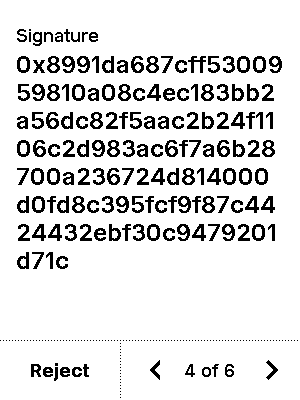 Signature
0x8991da687cff53009
59810a08c4ec183bb2
a56dc82f5aac2b24f11
06c2d983ac6f7a6b28
700a236724d814000
d0fd8c395fcf9f87c44
24432ebf30c9479201
d71c
Reject
4 of 6